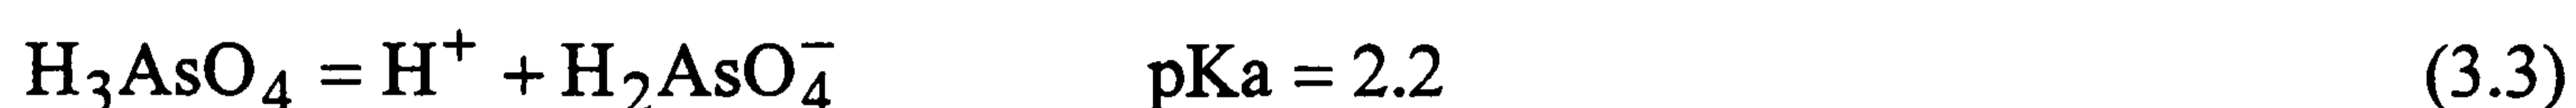 H₃AsO₄ = H⁺ + H₂AsO₄⁻ pKa = 2.2 (3.3)